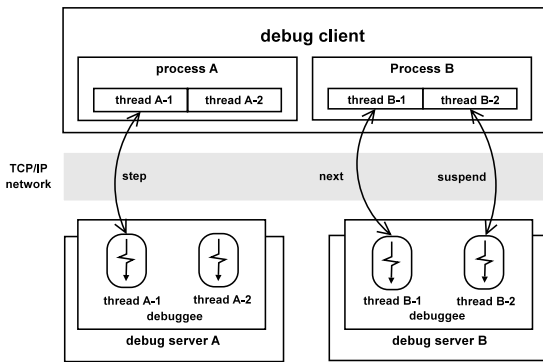 debug client
process A
Process B
thread A-1
thread A-2
thread B-1
thread B-2
TCP/IP
network
step
next
suspend
thread A-1
thread A-2
debuggee
debug server A
thread B-1
thread B-2
debuggee
debug server B